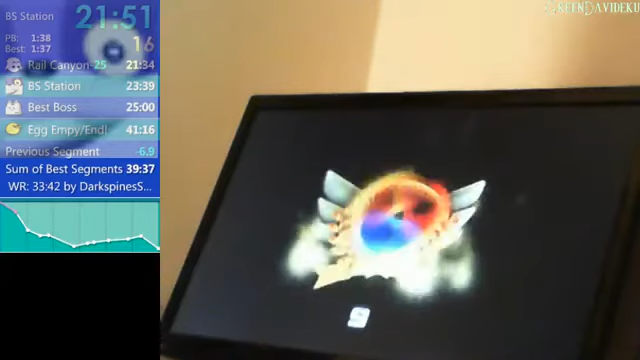 BS Station 21:51
PB: 1:38
Best: 1:37 16
Rail Canyon -25 21:34
BS Station 23:39
Best Boss 25:00
Egg Empy/End! 41:16
Previous Segment -6.9
Sum of Best Segments 39:37
WR: 33:42 by DarkspinesS...